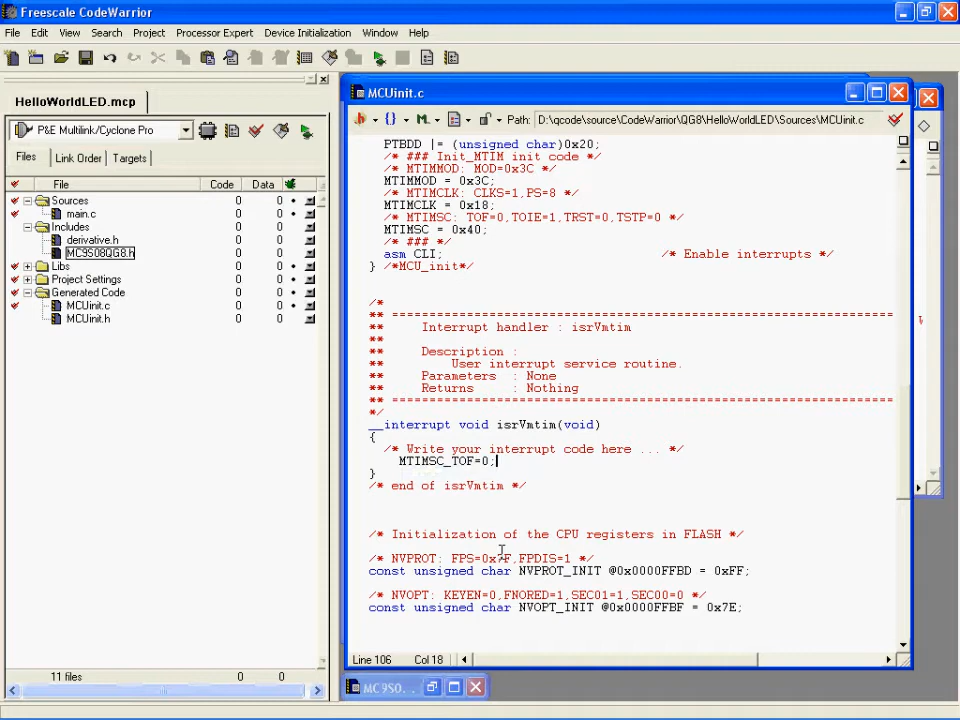 Freescale CodeWarrior
File Edit View Search Project Processor Expert Device Initialization Window Help
HelloWorldLED.mcp
P&E Multilink/Cyclone Pro
Files Link Order Targets
File Code Data
Sources 0 0
main.c 0 0
Includes 0 0
derivative.h 0 0
MC9S08QG8.h 0 0
Libs 0 0
Project Settings 0 0
Generated Code 0 0
MCUinit.c 0 0
MCUinit.h 0 0
11 files 0 0
MCUinit.c
Path: D:\qcode\source\CodeWarrior\QG8\HelloWorldLED\Sources\MCUinit.c
PTBDD |= (unsigned char)0x20;
/* ### Init_MTIM init code */
/* MTIMMOD: MOD=0x3C */
MTIMMOD = 0x3C;
/* MTIMCLK: CLKS=1,PS=8 */
MTIMCLK = 0x18;
/* MTIMSC: TOF=0,TOIE=1,TRST=0,TSTP=0 */
MTIMSC = 0x40;
/* ### */
asm CLI; /* Enable interrupts */
} /*MCU_init*/
/*
** ===================================================================
** Interrupt handler : isrVmtim
**
** Description :
** User interrupt service routine.
** Parameters : None
** Returns : Nothing
** ===================================================================
*/
__interrupt void isrVmtim(void)
{
/* Write your interrupt code here ... */
MTIMSC_TOF=0;
}
/* end of isrVmtim */
/* Initialization of the CPU registers in FLASH */
/* NVPROT: FPS=0x7F,FPDIS=1 */
const unsigned char NVPROT_INIT @0x0000FFBD = 0xFF;
/* NVOPT: KEYEN=0,FNORED=1,SEC01=1,SEC00=0 */
const unsigned char NVOPT_INIT @0x0000FFBF = 0x7E;
Line 106 Col 18
MC9S0...